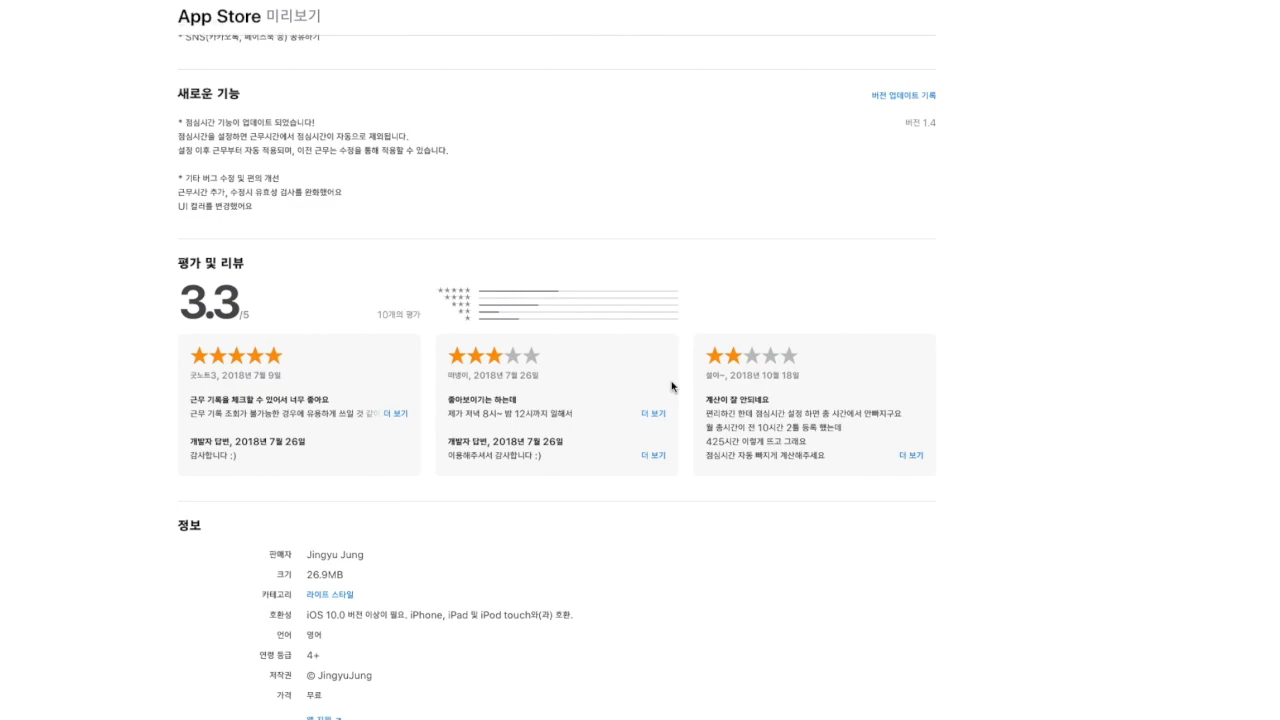 App Store 미리보기
* SNS(카카오톡, 페이스북 등) 공유하기
새로운 기능
버전 업데이트 기록
* 점심시간 기능이 업데이트 되었습니다!
버전 1.4
점심시간을 설정하면 근무시간에서 점심시간이 자동으로 제외됩니다.
설정 이후 근무부터 자동 적용되며, 이전 근무는 수정을 통해 적용할 수 있습니다.
* 기타 버그 수정 및 편의 개선
근무시간 추가, 수정시 유효성 검사를 완화했어요
UI 컬러를 변경했어요
평가 및 리뷰
3.3/5
10개의 평가
★★★★★
★★★★
★★★
★★
★
★★★★★
굿노트3, 2018년 7월 9일
근무 기록을 체크할 수 있어서 너무 좋아요
근무 기록 조회가 불가능한 경우에 유용하게 쓰일 것 같 더 보기
개발자 답변, 2018년 7월 26일
감사합니다 :)
★★★★★
먀냥이, 2018년 7월 26일
좋아보이기는 하는데
제가 저녁 8시~ 밤 12시까지 일해서 더 보기
개발자 답변, 2018년 7월 26일
이용해주셔서 감사합니다 :) 더 보기
★★★★★
설아~, 2018년 10월 18일
계산이 잘 안되네요
편리하긴 한데 점심시간 설정 하면 총 시간에서 안빠지구요
월 총시간이 전 10시간 2틀 등록 했는데
425시간 이렇게 뜨고 그래요
점심시간 자동 빠지게 계산해주세요 더 보기
정보
판매자 Jingyu Jung
크기 26.9MB
카테고리 라이프 스타일
호환성 iOS 10.0 버전 이상이 필요. iPhone, iPad 및 iPod touch와(과) 호환.
언어 영어
연령 등급 4+
저작권 © JingyuJung
가격 무료
앱 지원 ↗